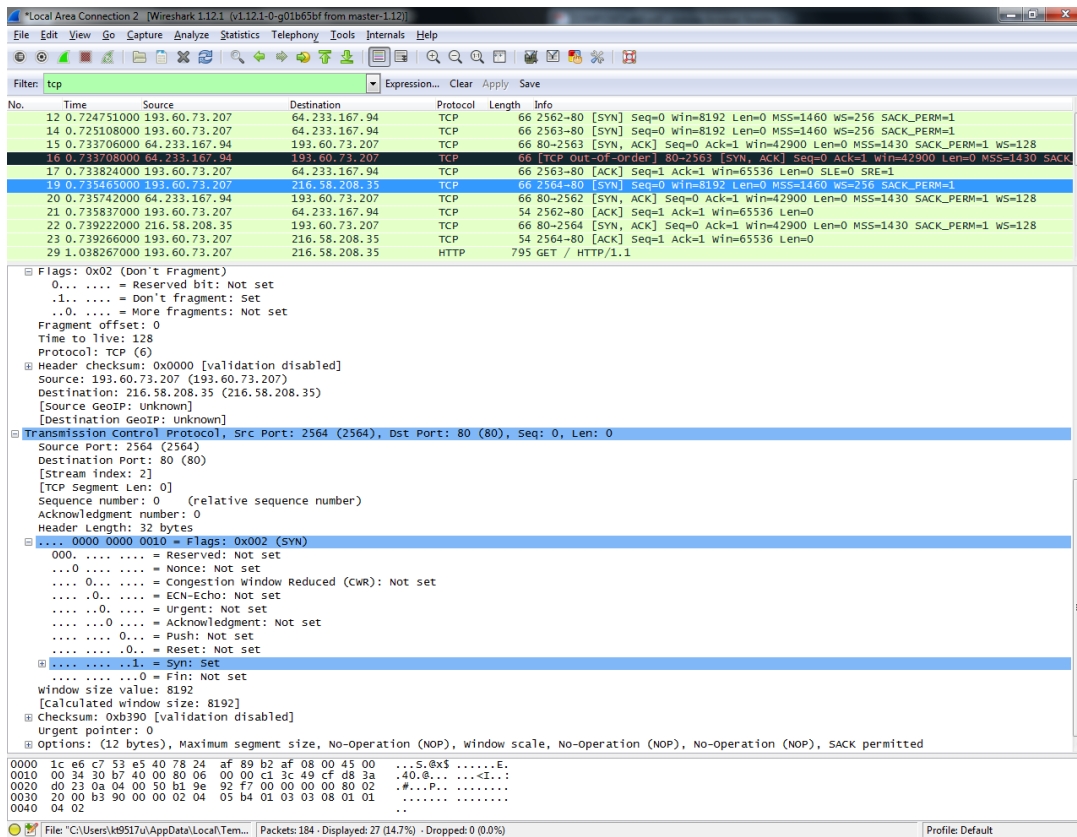 *Local Area Connection 2 [Wireshark 1.12.1 (v1.12.1-0-g01b65bf from master-1.12)]
File Edit View Go Capture Analyze Statistics Telephony Tools Internals Help
Filter: tcp Expression... Clear Apply Save
No. Time Source Destination Protocol Length Info
12 0.724751000 193.60.73.207 64.233.167.94 TCP 66 2562→80 [SYN] Seq=0 Win=8192 Len=0 MSS=1460 WS=256 SACK_PERM=1
14 0.725108000 193.60.73.207 64.233.167.94 TCP 66 2563→80 [SYN] Seq=0 Win=8192 Len=0 MSS=1460 WS=256 SACK_PERM=1
15 0.733706000 64.233.167.94 193.60.73.207 TCP 66 80→2563 [SYN, ACK] Seq=0 Ack=1 Win=42900 Len=0 MSS=1430 SACK_PERM=1 WS=128
16 0.733708000 64.233.167.94 193.60.73.207 TCP 66 [TCP Out-Of-Order] 80→2563 [SYN, ACK] Seq=0 Ack=1 Win=42900 Len=0 MSS=1430 SACK_
17 0.733824000 193.60.73.207 64.233.167.94 TCP 66 2563→80 [ACK] Seq=1 Ack=1 Win=65536 Len=0 SLE=0 SRE=1
19 0.735465000 193.60.73.207 216.58.208.35 TCP 66 2564→80 [SYN] Seq=0 Win=8192 Len=0 MSS=1460 WS=256 SACK_PERM=1
20 0.735742000 64.233.167.94 193.60.73.207 TCP 66 80→2562 [SYN, ACK] Seq=0 Ack=1 Win=42900 Len=0 MSS=1430 SACK_PERM=1 WS=128
21 0.735837000 193.60.73.207 64.233.167.94 TCP 54 2562→80 [ACK] Seq=1 Ack=1 Win=65536 Len=0
22 0.739222000 216.58.208.35 193.60.73.207 TCP 66 80→2564 [SYN, ACK] Seq=0 Ack=1 Win=42900 Len=0 MSS=1430 SACK_PERM=1 WS=128
23 0.739266000 193.60.73.207 216.58.208.35 TCP 54 2564→80 [ACK] Seq=1 Ack=1 Win=65536 Len=0
29 1.038267000 193.60.73.207 216.58.208.35 HTTP 795 GET / HTTP/1.1
Flags: 0x02 (Don't Fragment)
0... .... = Reserved bit: Not set
.1.. .... = Don't fragment: Set
..0. .... = More fragments: Not set
Fragment offset: 0
Time to live: 128
Protocol: TCP (6)
Header checksum: 0x0000 [validation disabled]
Source: 193.60.73.207 (193.60.73.207)
Destination: 216.58.208.35 (216.58.208.35)
[Source GeoIP: Unknown]
[Destination GeoIP: Unknown]
Transmission Control Protocol, Src Port: 2564 (2564), Dst Port: 80 (80), Seq: 0, Len: 0
Source Port: 2564 (2564)
Destination Port: 80 (80)
[Stream index: 2]
[TCP Segment Len: 0]
Sequence number: 0 (relative sequence number)
Acknowledgment number: 0
Header Length: 32 bytes
.... 0000 0000 0010 = Flags: 0x002 (SYN)
000. .... .... = Reserved: Not set
...0 .... .... = Nonce: Not set
.... 0... .... = Congestion Window Reduced (CWR): Not set
.... .0.. .... = ECN-Echo: Not set
.... ..0. .... = Urgent: Not set
.... ...0 .... = Acknowledgment: Not set
.... .... 0... = Push: Not set
.... .... .0.. = Reset: Not set
.... .... ..1. = Syn: Set
.... .... ...0 = Fin: Not set
Window size value: 8192
[Calculated window size: 8192]
Checksum: 0xb390 [validation disabled]
Urgent pointer: 0
Options: (12 bytes), Maximum segment size, No-Operation (NOP), Window scale, No-Operation (NOP), No-Operation (NOP), SACK permitted
0000 1c e6 c7 53 e5 40 78 24 af 89 b2 af 08 00 45 00 ...S.@x$ ......E.
0010 00 34 30 b7 40 00 80 06 00 00 c1 3c 49 cf d8 3a .40.@... ...<I..:
0020 d0 23 0a 04 00 50 b1 9e 92 f7 00 00 00 00 80 02 .#...P.. ........
0030 20 00 b3 90 00 00 02 04 05 b4 01 03 03 08 01 01 ....... ........
0040 04 02 ..
File: "C:\Users\kt9517u\AppData\Local\Tem... Packets: 184 · Displayed: 27 (14.7%) · Dropped: 0 (0.0%) Profile: Default